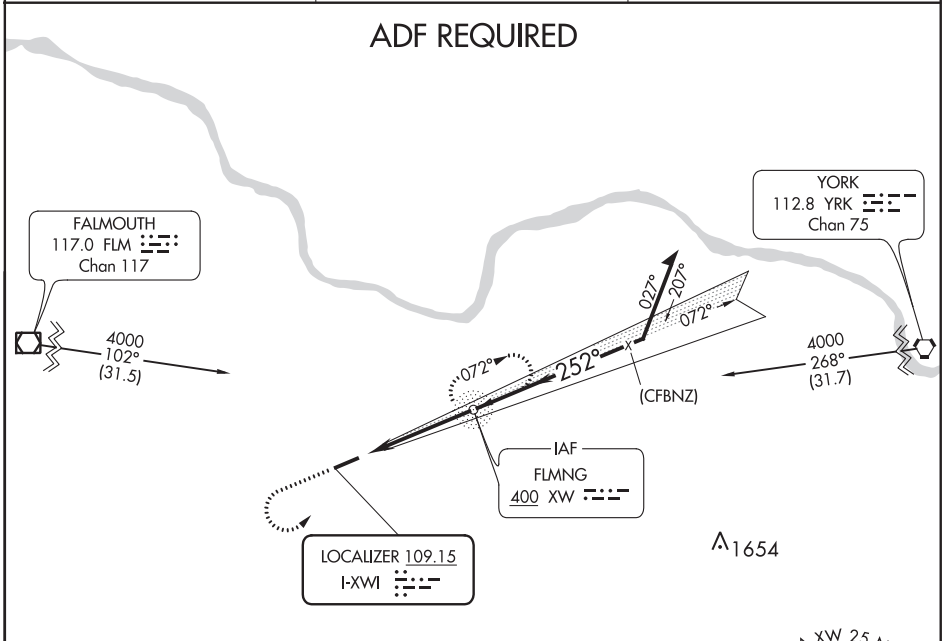 ADF REQUIRED
FALMOUTH
117.0 FLM
Chan 117
YORK
112.8 YRK
Chan 75
4000
102°
(31.5)
027°
207°
072°
4000
268°
(31.7)
072°
252°
(CFBNZ)
IAF
FLMNG
400 XW
LOCALIZER 109.15
I-XWI
1654
XW 25